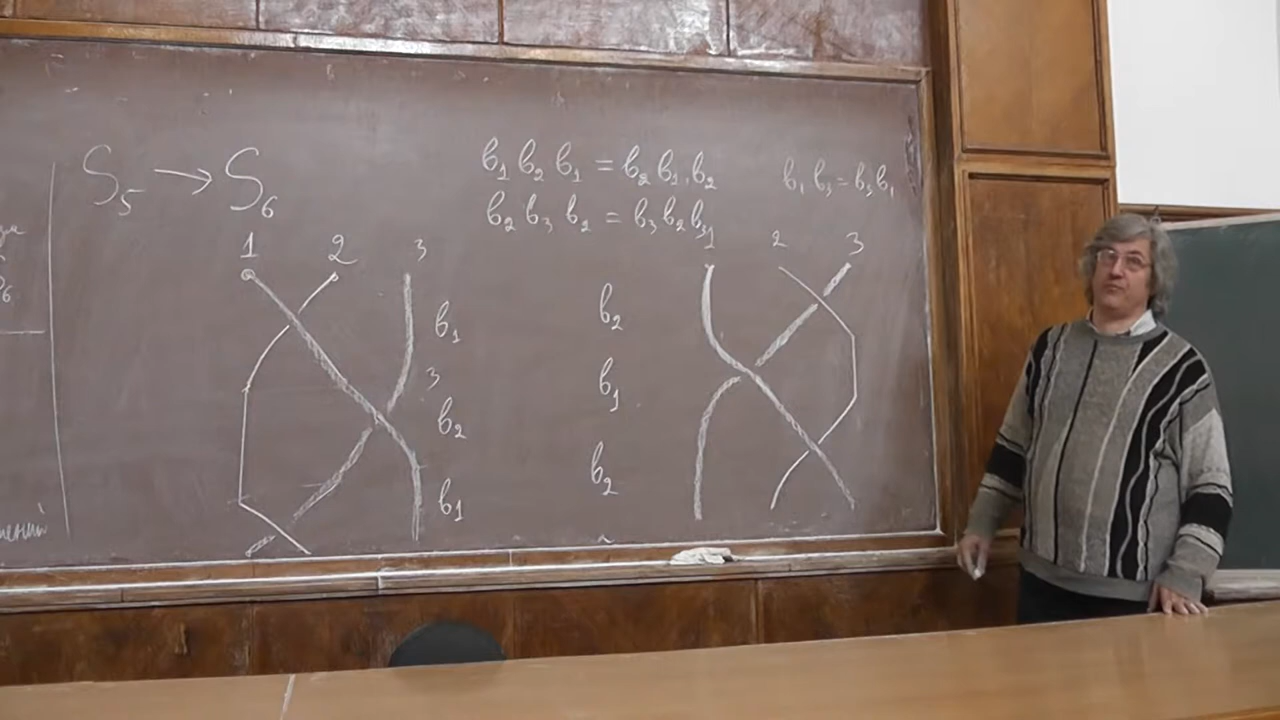 S₅ → S₆
b₁ b₂ b₁ = b₂ b₁ b₂
b₁ b₃ = b₃ b₁
b₂ b₃ b₂ = b₃ b₂ b₃
1 2 3
b₁
3
b₂
b₁
1 2 3
b₂
b₁
b₂